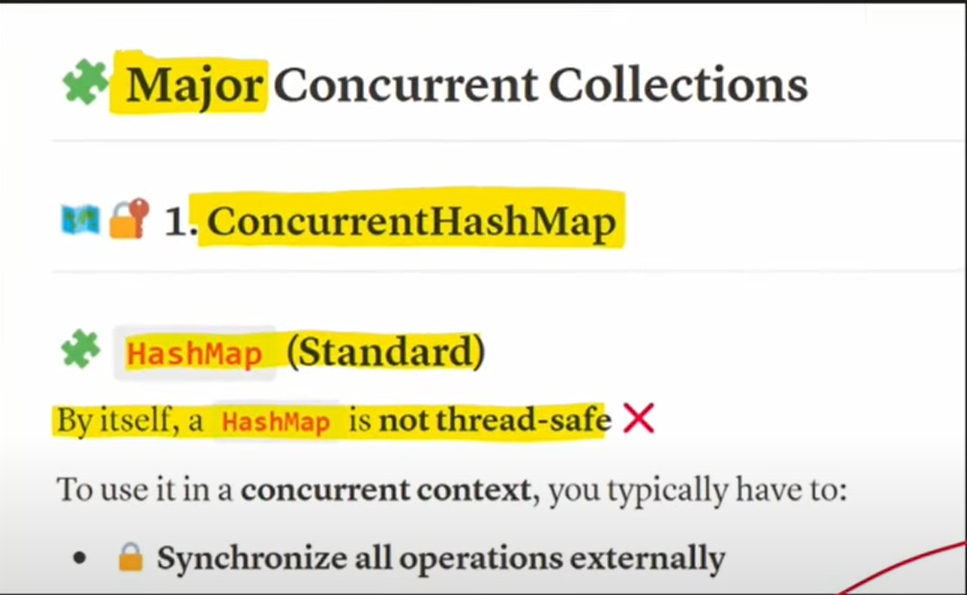 Major Concurrent Collections
1. ConcurrentHashMap
HashMap (Standard)
By itself, a HashMap is not thread-safe ❌
To use it in a concurrent context, you typically have to:
• 🔒 Synchronize all operations externally